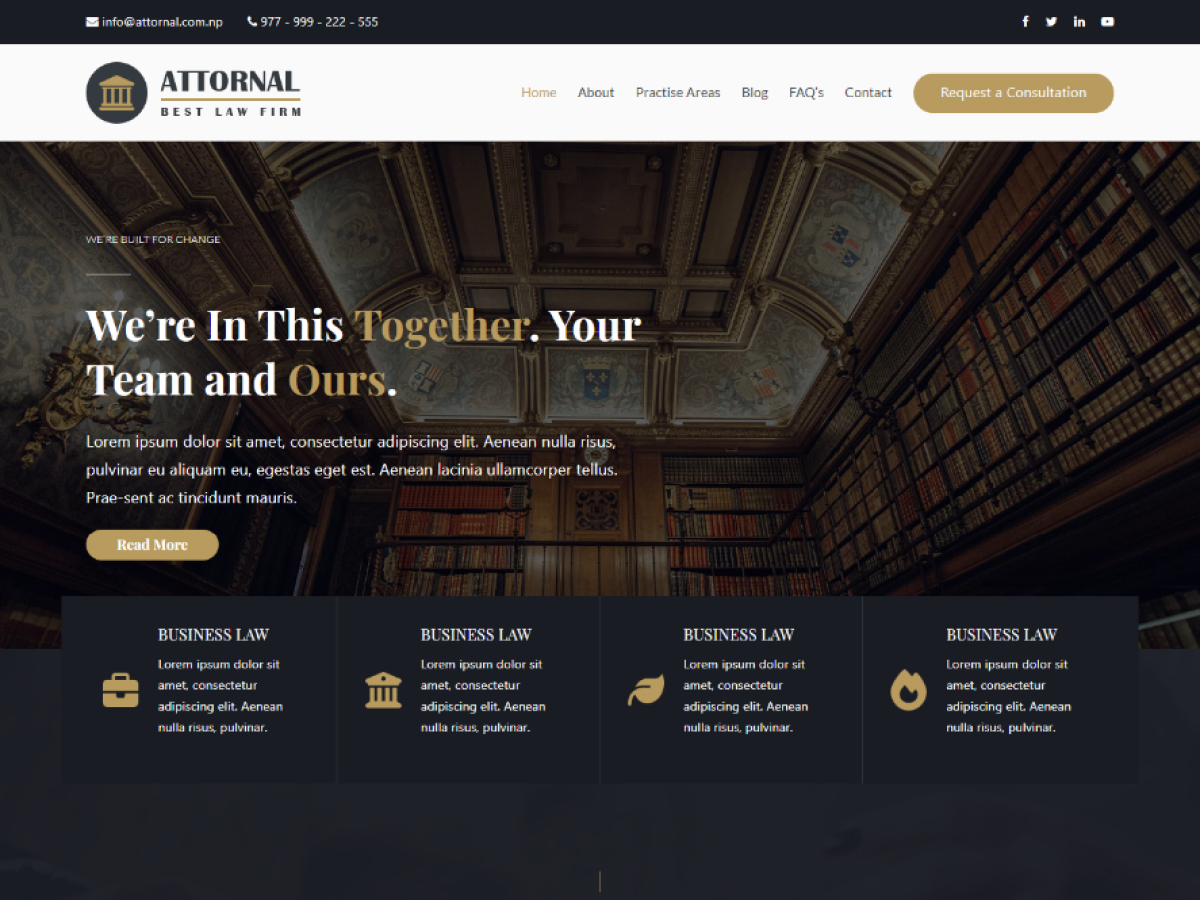 info@attornal.com.np 977 - 999 - 222 - 555
ATTORNAL
BEST LAW FIRM
Home About Practise Areas Blog FAQ's Contact Request a Consultation
WE'RE BUILT FOR CHANGE
We're In This Together. Your
Team and Ours.
Lorem ipsum dolor sit amet, consectetur adipiscing elit. Aenean nulla risus,
pulvinar eu aliquam eu, egestas eget est. Aenean lacinia ullamcorper tellus.
Prae-sent ac tincidunt mauris.
Read More
BUSINESS LAW
Lorem ipsum dolor sit
amet, consectetur
adipiscing elit. Aenean
nulla risus, pulvinar.
BUSINESS LAW
Lorem ipsum dolor sit
amet, consectetur
adipiscing elit. Aenean
nulla risus, pulvinar.
BUSINESS LAW
Lorem ipsum dolor sit
amet, consectetur
adipiscing elit. Aenean
nulla risus, pulvinar.
BUSINESS LAW
Lorem ipsum dolor sit
amet, consectetur
adipiscing elit. Aenean
nulla risus, pulvinar.